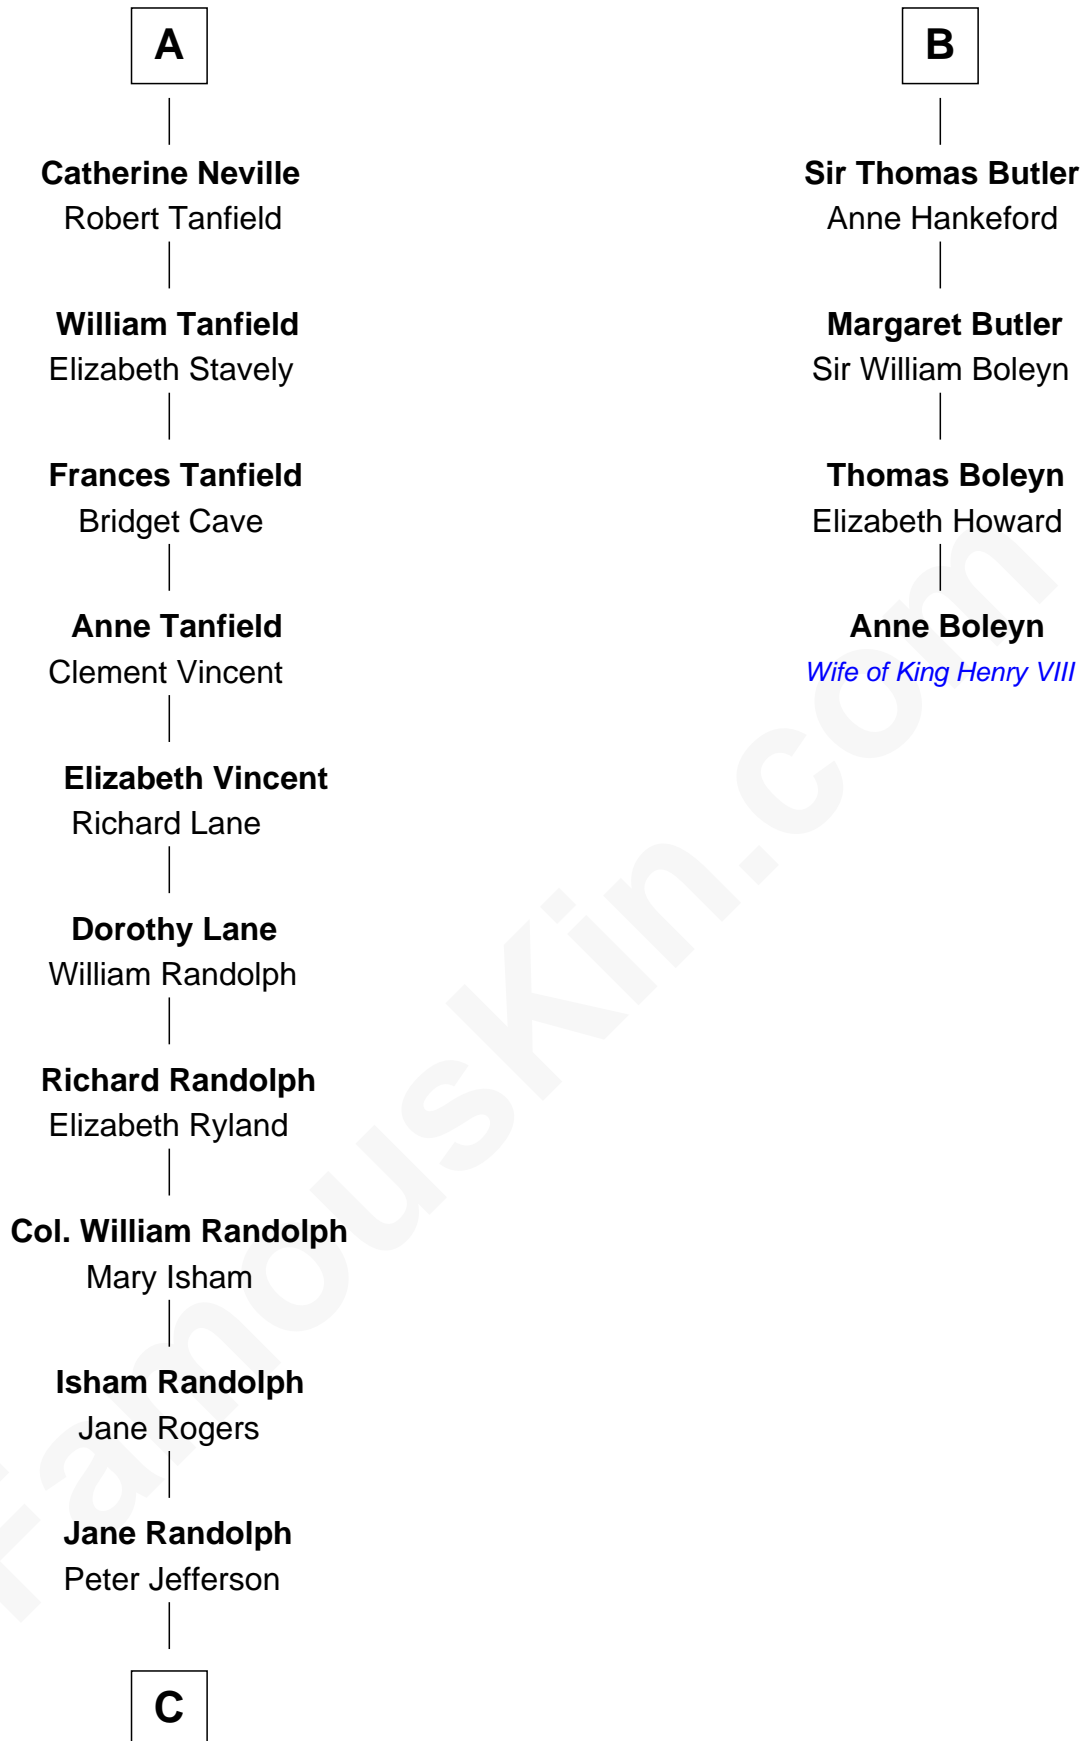 A
Catherine Neville
Robert Tanfield
William Tanfield
Elizabeth Stavely
Frances Tanfield
Bridget Cave
Anne Tanfield
Clement Vincent
Elizabeth Vincent
Richard Lane
Dorothy Lane
William Randolph
Richard Randolph
Elizabeth Ryland
Col. William Randolph
Mary Isham
Isham Randolph
Jane Rogers
Jane Randolph
Peter Jefferson
C
B
Sir Thomas Butler
Anne Hankeford
Margaret Butler
Sir William Boleyn
Thomas Boleyn
Elizabeth Howard
Anne Boleyn
Wife of King Henry VIII
FamousKin.com